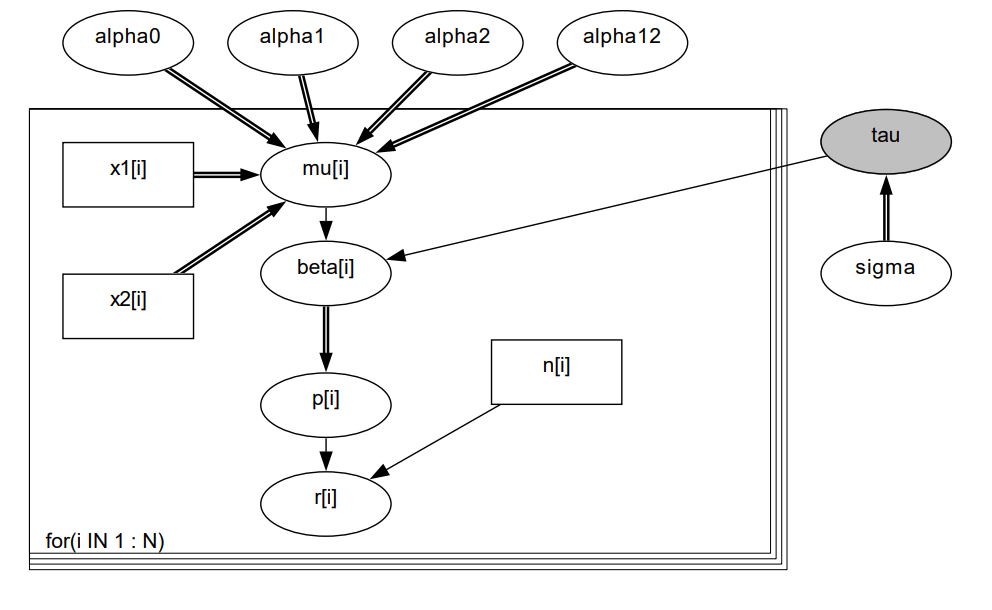 alpha0
alpha1
alpha2
alpha12
tau
x1[i]
mu[i]
beta[i]
sigma
x2[i]
n[i]
p[i]
r[i]
for(i IN 1 : N)